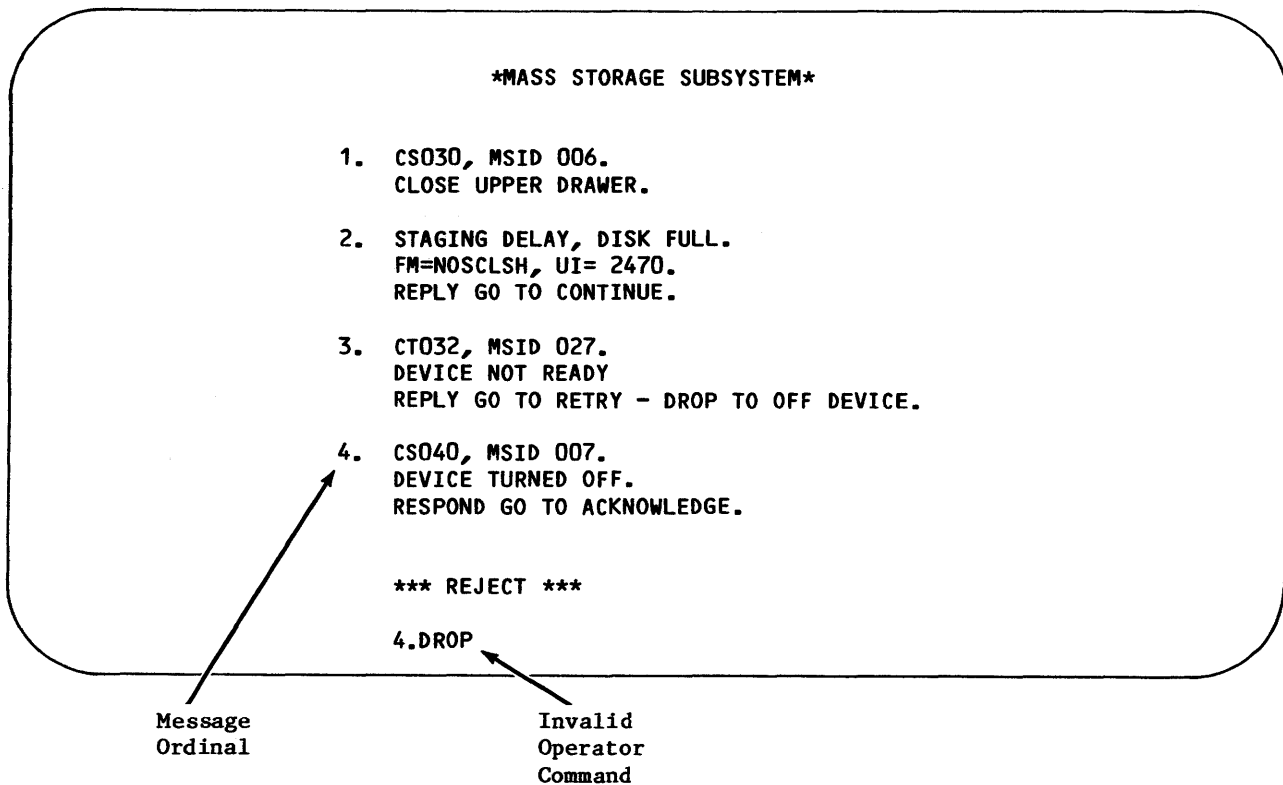 *MASS STORAGE SUBSYSTEM*
1. CS030, MSID 006.
CLOSE UPPER DRAWER.
2. STAGING DELAY, DISK FULL.
FM=NOSCLSH, UI= 2470.
REPLY GO TO CONTINUE.
3. CT032, MSID 027.
DEVICE NOT READY
REPLY GO TO RETRY - DROP TO OFF DEVICE.
4. CS040, MSID 007.
DEVICE TURNED OFF.
RESPOND GO TO ACKNOWLEDGE.
*** REJECT ***
4.DROP
Message
Ordinal
Invalid
Operator
Command